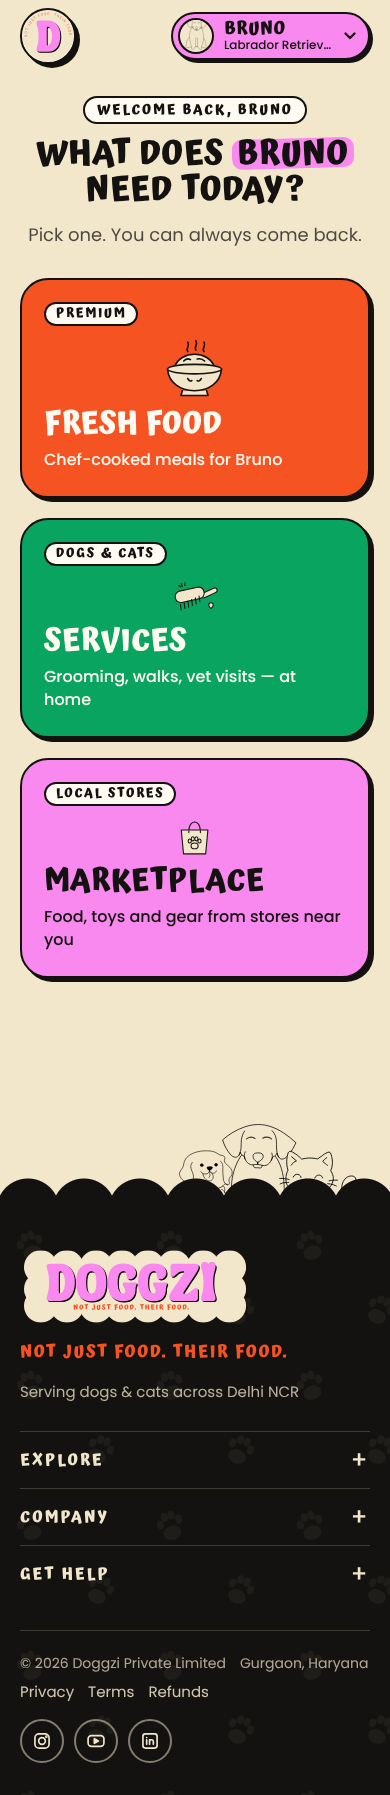 D
BRUNO
Labrador Retriev...
WELCOME BACK, BRUNO
WHAT DOES BRUNO
NEED TODAY?
Pick one. You can always come back.
PREMIUM
FRESH FOOD
Chef-cooked meals for Bruno
DOGS & CATS
SERVICES
Grooming, walks, vet visits — at
home
LOCAL STORES
MARKETPLACE
Food, toys and gear from stores near
you
DOGGZI
NOT JUST FOOD. THEIR FOOD.
NOT JUST FOOD. THEIR FOOD.
Serving dogs & cats across Delhi NCR
EXPLORE +
COMPANY +
GET HELP +
© 2026 Doggzi Private Limited Gurgaon, Haryana
Privacy Terms Refunds
in